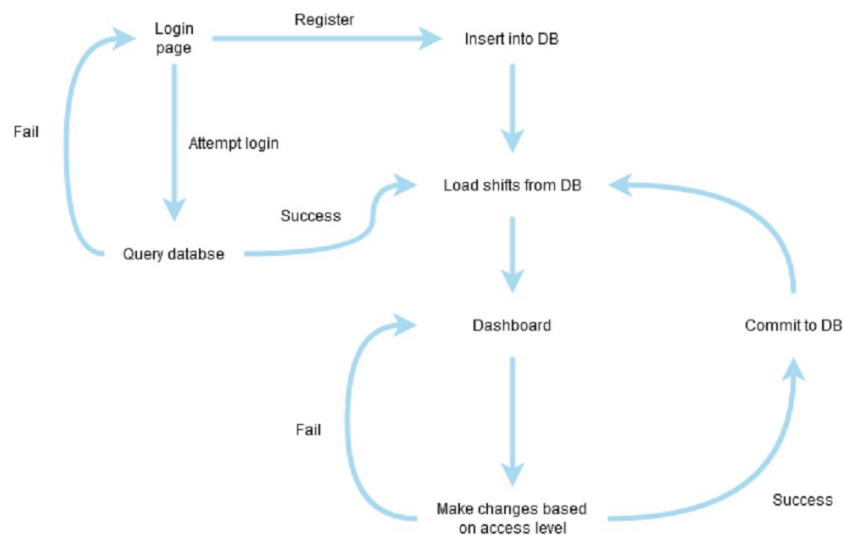 Login
page
Register
Insert into DB
Fail
Attempt login
Load shifts from DB
Success
Query databse
Dashboard
Commit to DB
Fail
Make changes based
on access level
Success